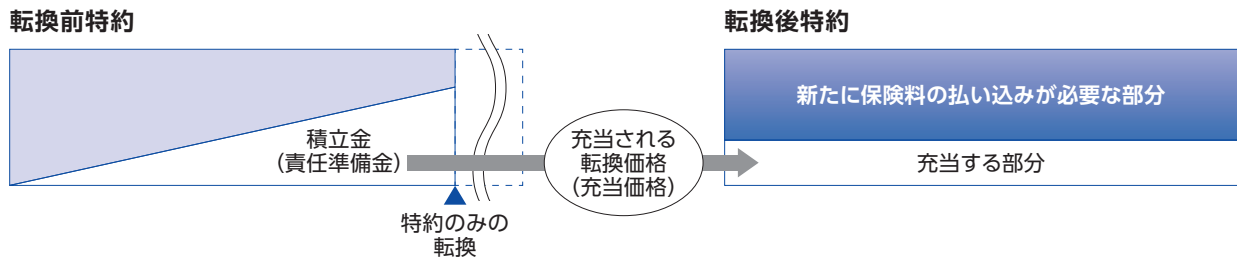 転換前特約
転換後特約
新たに保険料の払い込みが必要な部分
積立金
(責任準備金)
充当される
転換価格
(充当価格)
充当する部分
特約のみの
転換